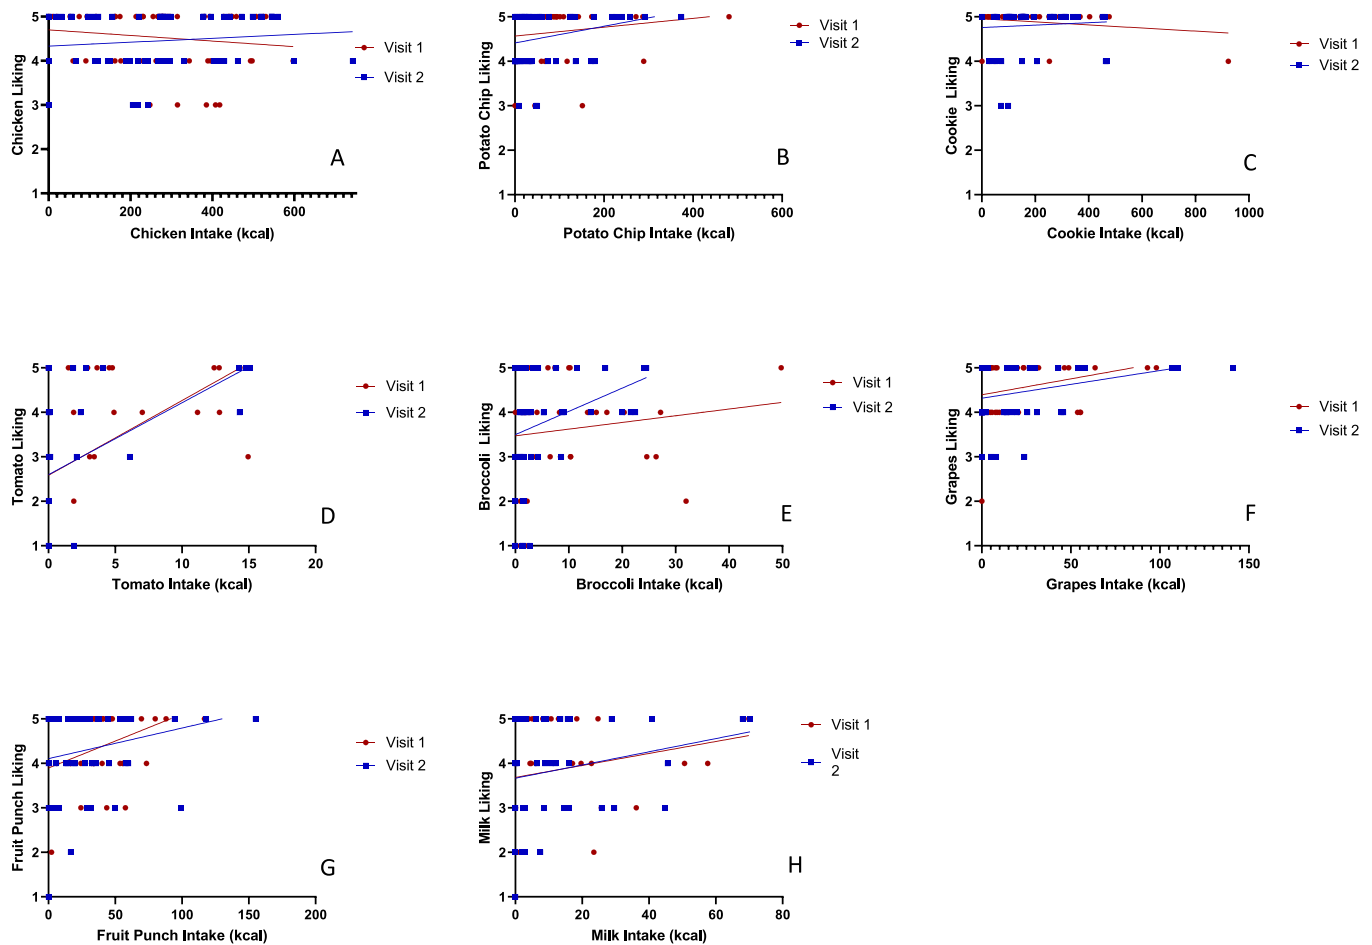 5
4
3
2
1
Chicken Liking
0
200
400
600
Chicken Intake (kcal)
Visit 1
Visit 2
A
5
4
3
2
1
Potato Chip Liking
0
200
400
600
Potato Chip Intake (kcal)
Visit 1
Visit 2
B
5
4
3
2
1
Cookie Liking
0
200
400
600
800
1000
Cookie Intake (kcal)
Visit 1
Visit 2
C
5
4
3
2
1
Tomato Liking
0
5
10
15
20
Tomato Intake (kcal)
Visit 1
Visit 2
D
5
4
3
2
1
Broccoli Liking
0
10
20
30
40
50
Broccoli Intake (kcal)
Visit 1
Visit 2
E
5
4
3
2
1
Grapes Liking
0
50
100
150
Grapes Intake (kcal)
Visit 1
Visit 2
F
5
4
3
2
1
Fruit Punch Liking
0
50
100
150
200
Fruit Punch Intake (kcal)
Visit 1
Visit 2
G
5
4
3
2
1
Milk Liking
0
20
40
60
80
Milk Intake (kcal)
Visit 1
Visit
2
H